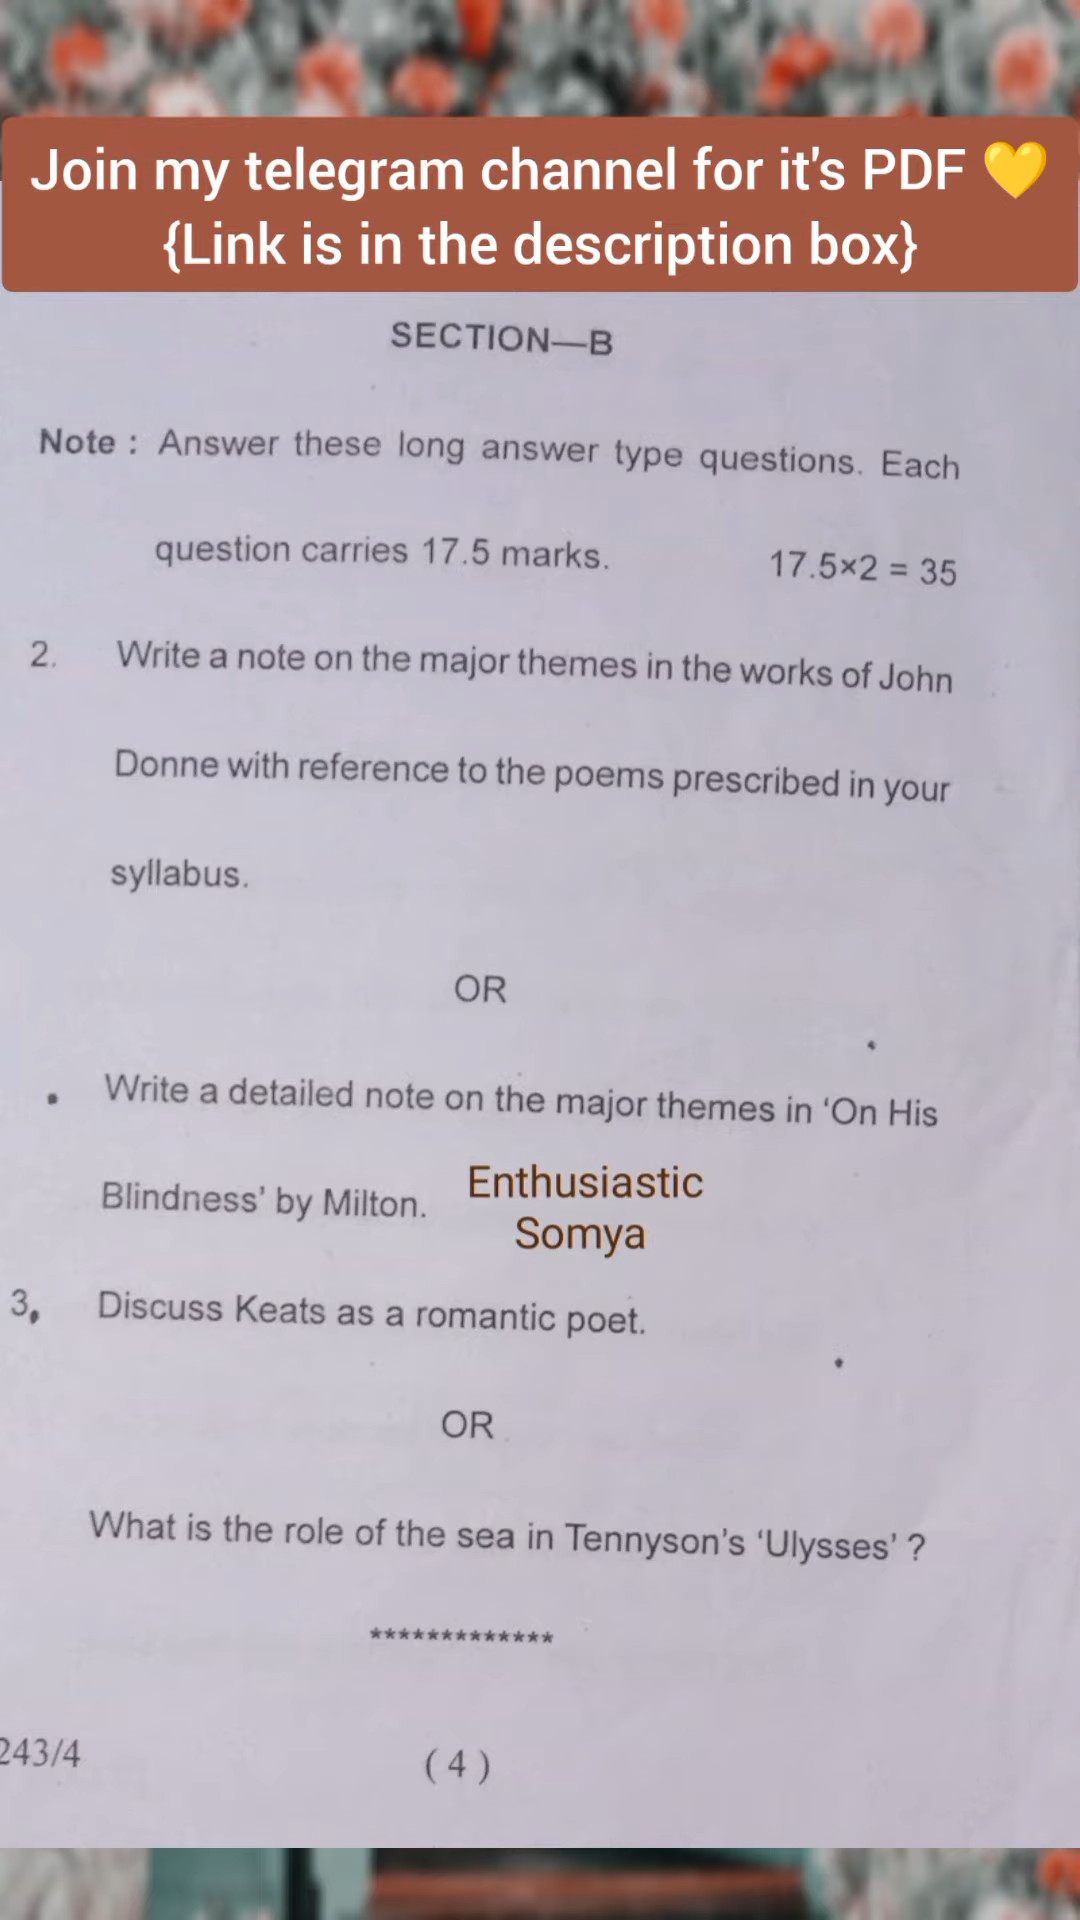 Join my telegram channel for it's PDF 💛
{Link is in the description box}
SECTION—B
Note : Answer these long answer type questions. Each
question carries 17.5 marks. 17.5×2 = 35
2. Write a note on the major themes in the works of John
Donne with reference to the poems prescribed in your
syllabus.
OR
Write a detailed note on the major themes in ‘On His
Blindness’ by Milton.
Enthusiastic
Somya
3. Discuss Keats as a romantic poet.
OR
What is the role of the sea in Tennyson's ‘Ulysses’ ?
*************
243/4 ( 4 )